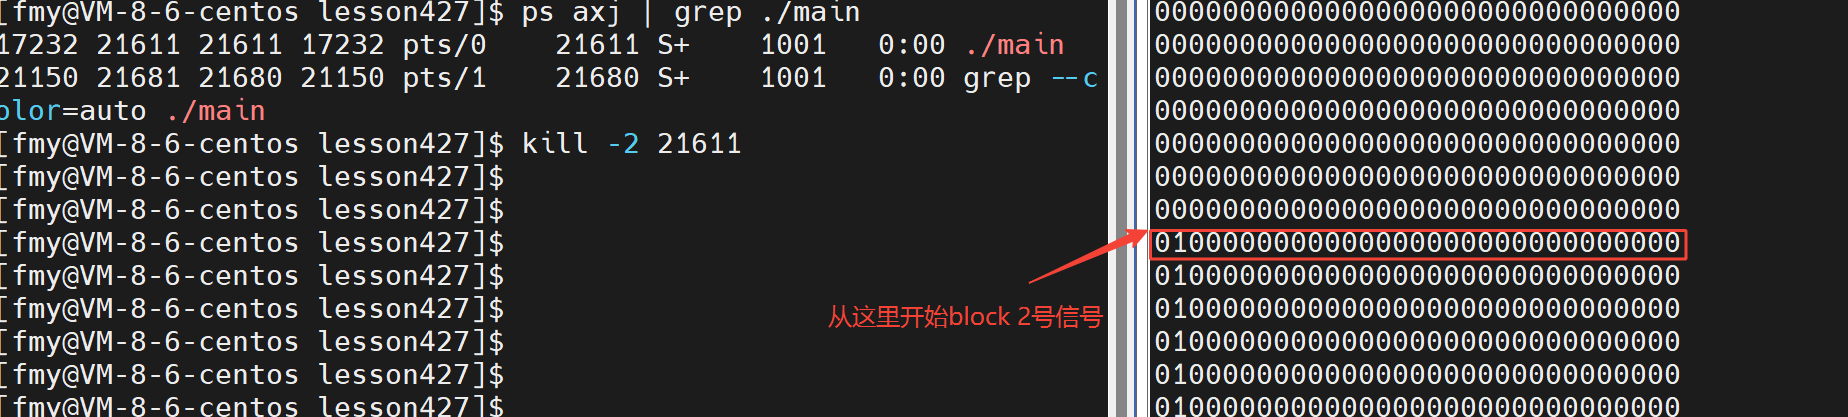 [fmy@VM-8-6-centos lesson427]$ ps axj | grep ./main
17232 21611 21611 17232 pts/0    21611 S+    1001   0:00 ./main
21150 21681 21680 21150 pts/1    21680 S+    1001   0:00 grep --c
olor=auto ./main
[fmy@VM-8-6-centos lesson427]$ kill -2 21611
[fmy@VM-8-6-centos lesson427]$
[fmy@VM-8-6-centos lesson427]$
[fmy@VM-8-6-centos lesson427]$
[fmy@VM-8-6-centos lesson427]$
[fmy@VM-8-6-centos lesson427]$
[fmy@VM-8-6-centos lesson427]$
[fmy@VM-8-6-centos lesson427]$
[fmy@VM-8-6-centos lesson427]$
从这里开始block 2号信号
0000000000000000000000000000000
0000000000000000000000000000000
0000000000000000000000000000000
0000000000000000000000000000000
0000000000000000000000000000000
0000000000000000000000000000000
0000000000000000000000000000000
0100000000000000000000000000000
0100000000000000000000000000000
0100000000000000000000000000000
0100000000000000000000000000000
0100000000000000000000000000000
0100000000000000000000000000000